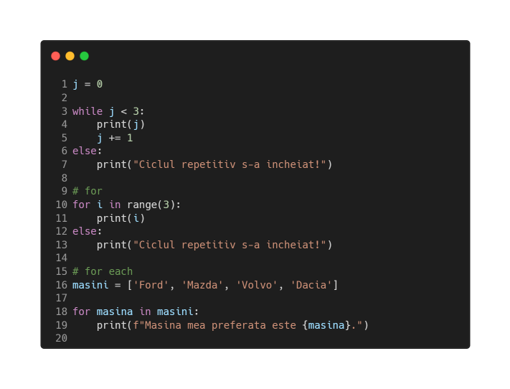 1 j = 0
2
3 while j < 3:
4     print(j)
5     j += 1
6 else:
7     print("Ciclul repetitiv s-a incheiat!")
8
9 # for
10 for i in range(3):
11     print(i)
12 else:
13     print("Ciclul repetitiv s-a incheiat!")
14
15 # for each
16 masini = ['Ford', 'Mazda', 'Volvo', 'Dacia']
17
18 for masina in masini:
19     print(f"Masina mea preferata este {masina}.")
20